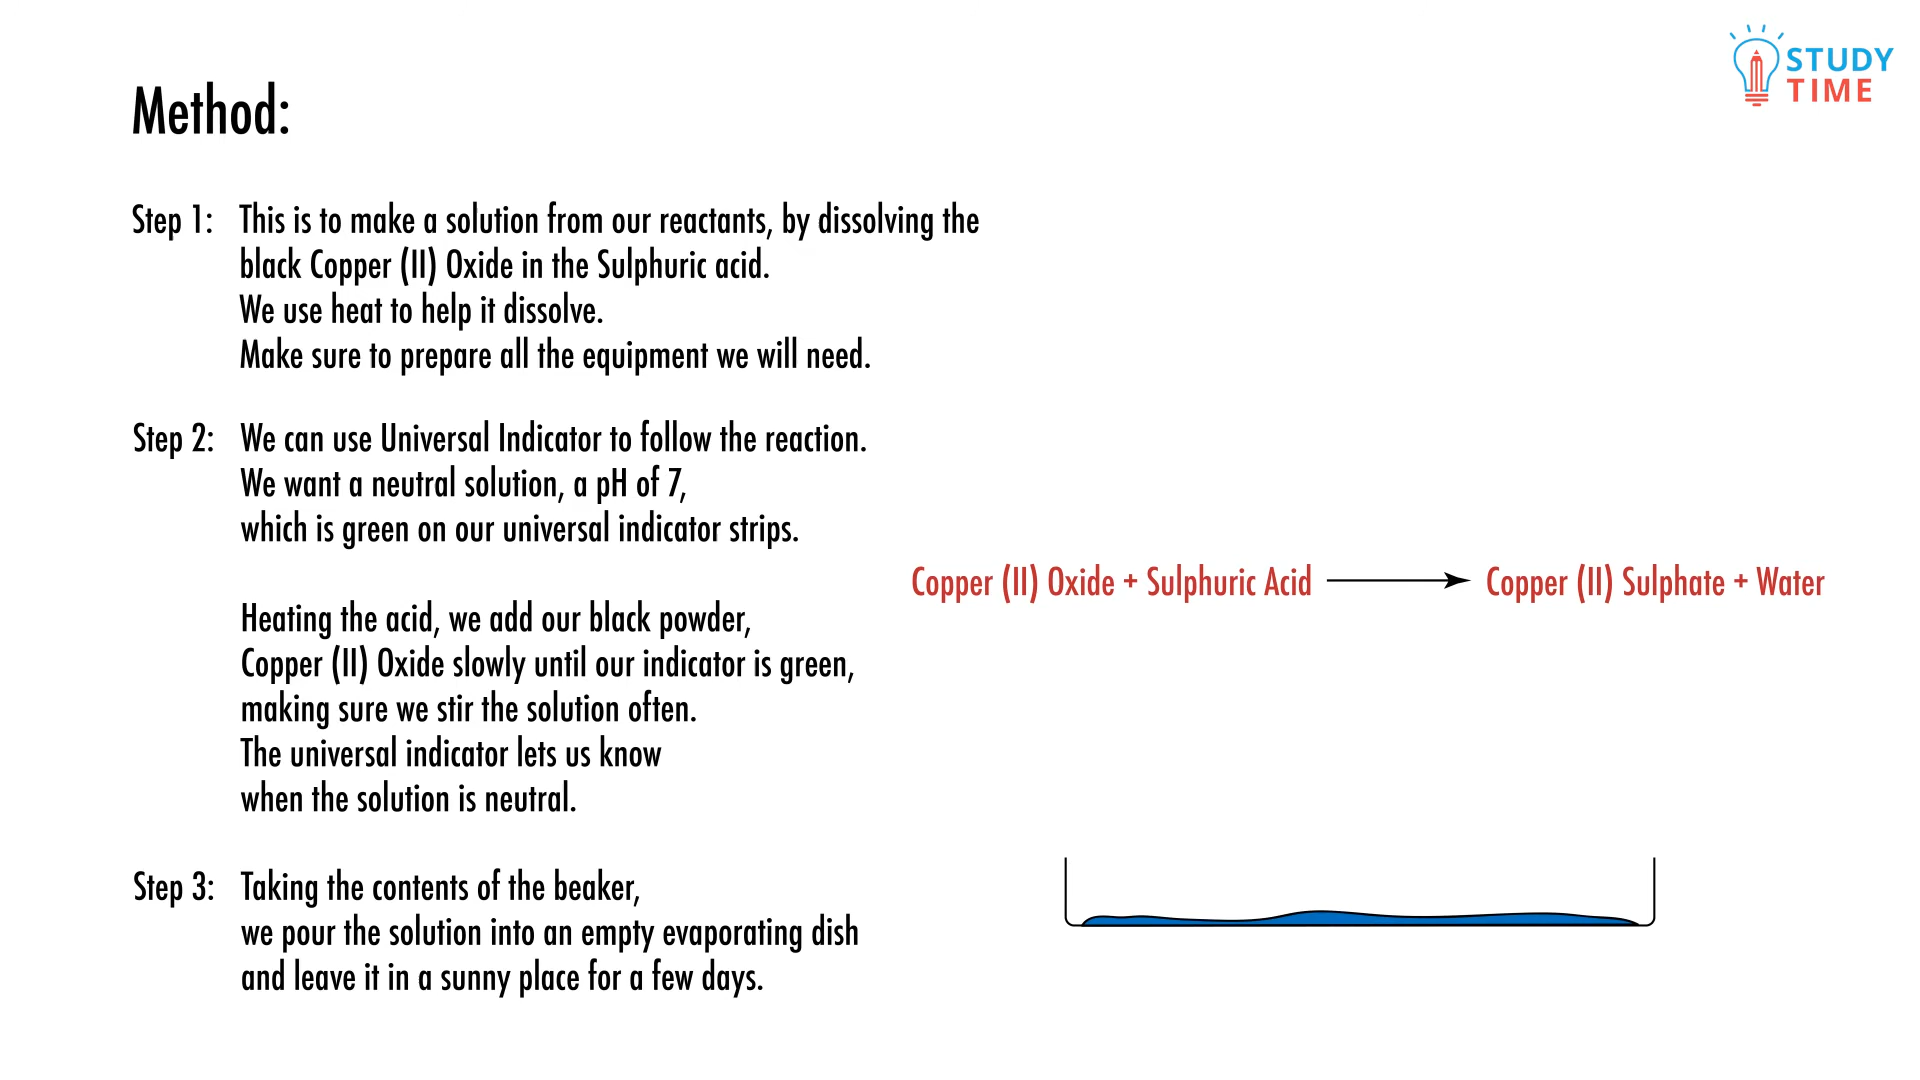 STUDY
TIME
Method:
Step 1: This is to make a solution from our reactants, by dissolving the
black Copper (II) Oxide in the Sulphuric acid.
We use heat to help it dissolve.
Make sure to prepare all the equipment we will need.
Step 2: We can use Universal Indicator to follow the reaction.
We want a neutral solution, a pH of 7,
which is green on our universal indicator strips.
Heating the acid, we add our black powder,
Copper (II) Oxide slowly until our indicator is green,
making sure we stir the solution often.
The universal indicator lets us know
when the solution is neutral.
Step 3: Taking the contents of the beaker,
we pour the solution into an empty evaporating dish
and leave it in a sunny place for a few days.
Copper (II) Oxide + Sulphuric Acid ⟶ Copper (II) Sulphate + Water